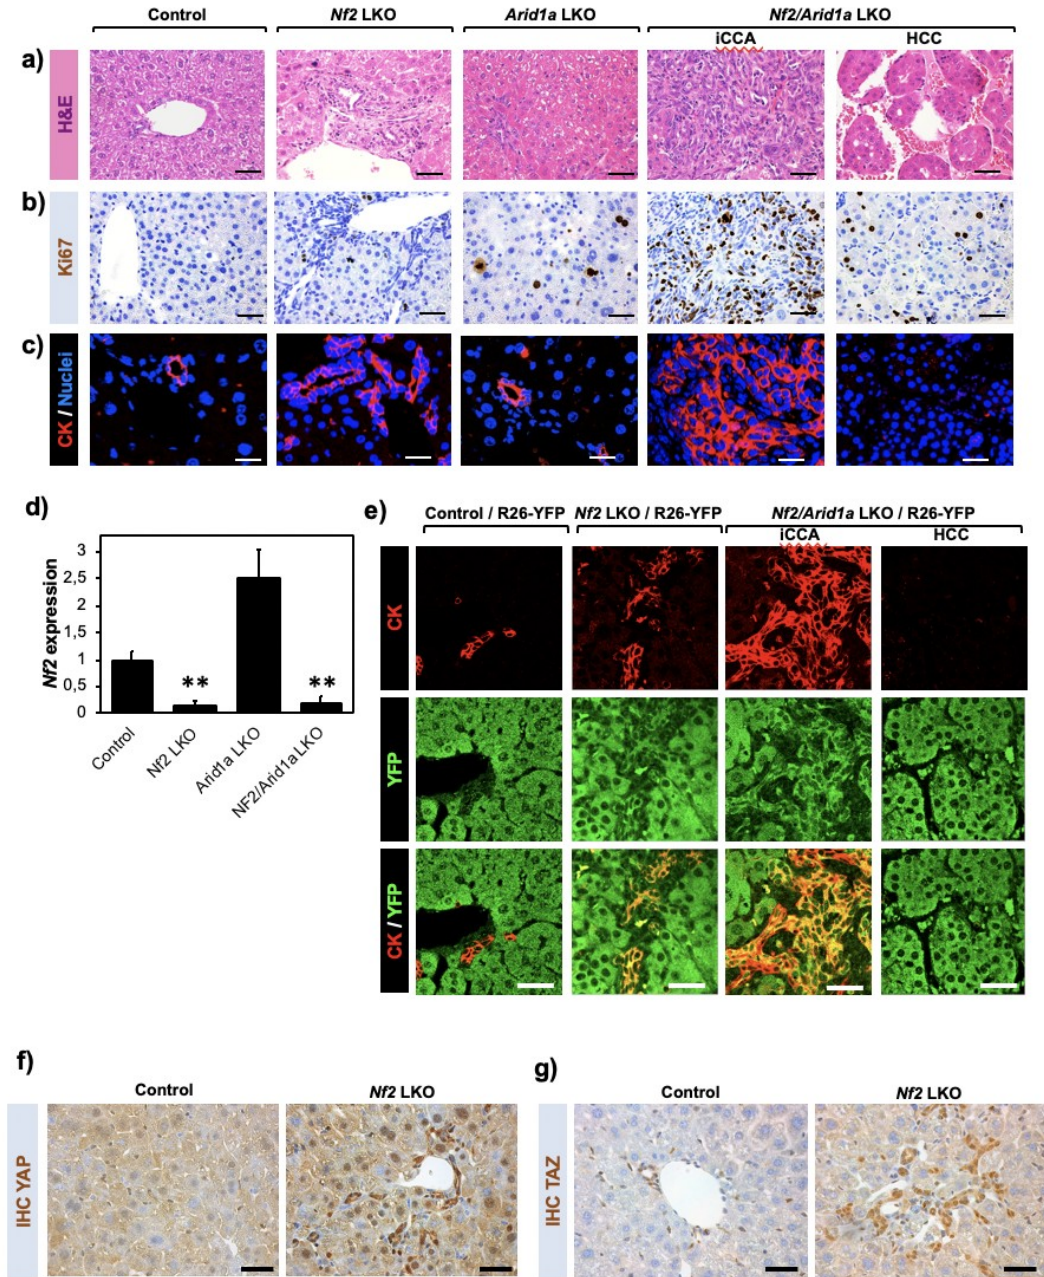 Control
Nf2 LKO
Arid1a LKO
Nf2/Arid1a LKO
iCCA
HCC
a)
H&E
b)
Ki67
c)
CK / Nuclei
d)
Nf2 expression
3
2,5
2
1,5
1
0,5
0
**
**
Control
Nf2 LKO
Arid1a LKO
NF2/Arid1a LKO
e)
Control / R26-YFP
Nf2 LKO / R26-YFP
Nf2/Arid1a LKO / R26-YFP
iCCA
HCC
CK
YFP
CK / YFP
f)
Control
Nf2 LKO
IHC YAP
g)
Control
Nf2 LKO
IHC TAZ